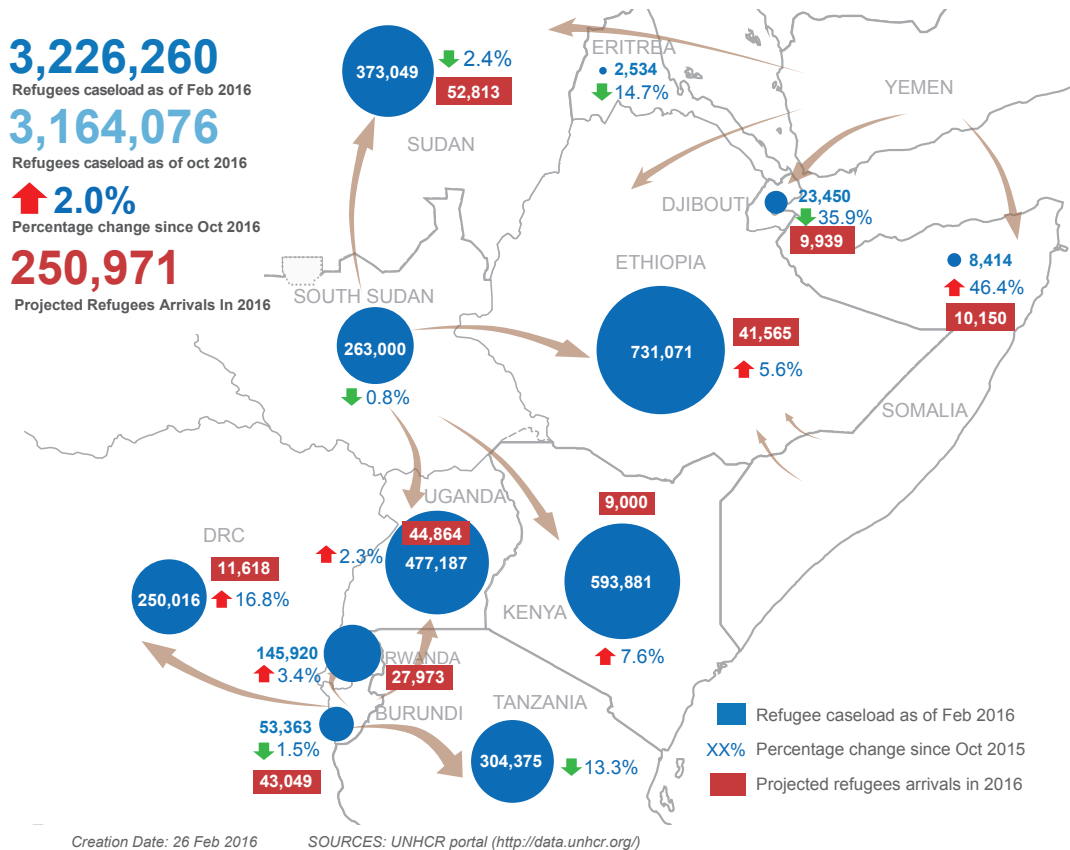 3,226,260
Refugees caseload as of Feb 2016
3,164,076
Refugees caseload as of oct 2016
2.0%
Percentage change since Oct 2016
250,971
Projected Refugees Arrivals In 2016
373,049
2.4%
52,813
SUDAN
ERITREA
2,534
14.7%
YEMEN
DJIBOUTI
23,450
35.9%
9,939
8,414
46.4%
10,150
ETHIOPIA
731,071
41,565
5.6%
SOUTH SUDAN
263,000
0.8%
SOMALIA
UGANDA
44,864
477,187
2.3%
9,000
593,881
KENYA
7.6%
DRC
11,618
250,016
16.8%
145,920
3.4%
RWANDA
27,973
BURUNDI
53,363
1.5%
43,049
TANZANIA
304,375
13.3%
Refugee caseload as of Feb 2016
XX% Percentage change since Oct 2015
Projected refugees arrivals in 2016
Creation Date: 26 Feb 2016 SOURCES: UNHCR portal (http://data.unhcr.org/)